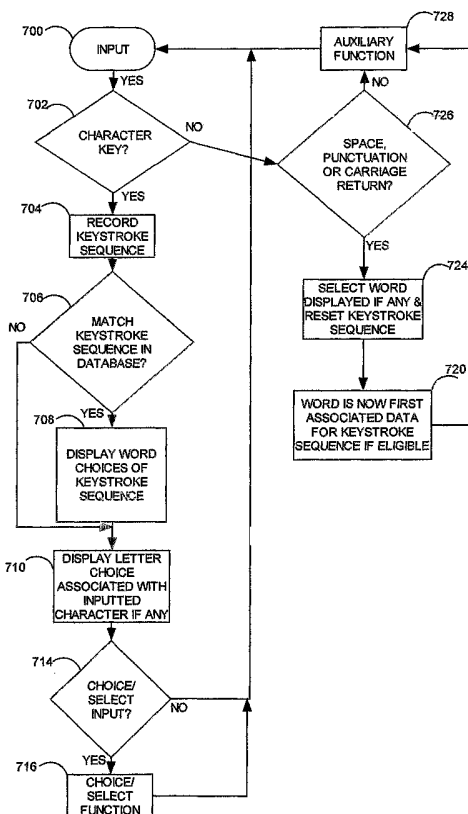 700
INPUT
YES
702
CHARACTER
KEY?
NO
YES
704
RECORD
KEYSTROKE
SEQUENCE
706
NO
MATCH
KEYSTROKE
SEQUENCE IN
DATABASE?
YES
708
DISPLAY WORD
CHOICES OF
KEYSTROKE
SEQUENCE
710
DISPLAY LETTER
CHOICE
ASSOCIATED WITH
INPUTTED
CHARACTER IF ANY
714
CHOICE/
SELECT
INPUT?
NO
YES
716
CHOICE/
SELECT
FUNCTION
728
AUXILIARY
FUNCTION
NO
726
SPACE,
PUNCTUATION
OR CARRIAGE
RETURN?
YES
724
SELECT WORD
DISPLAYED IF ANY &
RESET KEYSTROKE
SEQUENCE
720
WORD IS NOW FIRST
ASSOCIATED DATA
FOR KEYSTROKE
SEQUENCE IF ELIGIBLE